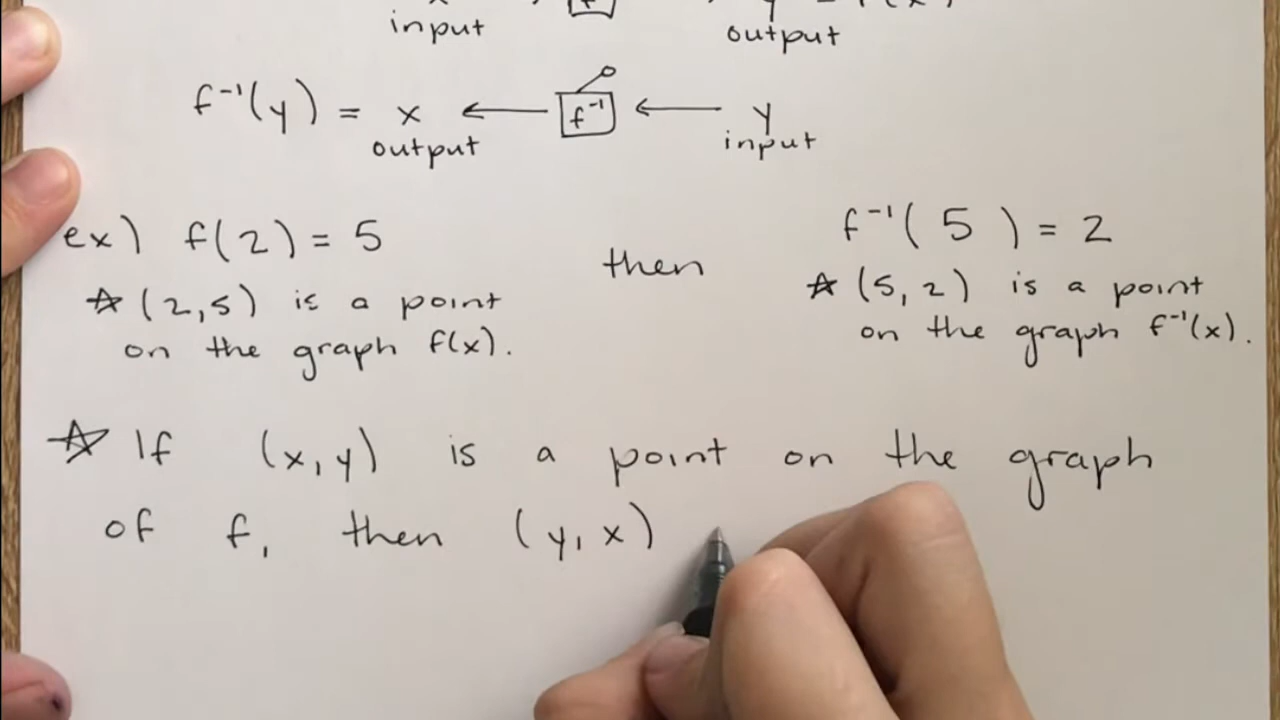 input output
f⁻¹(y) = x ← f⁻¹ ← y
output input
ex) f(2) = 5 then f⁻¹( 5 ) = 2
☆ (2,5) is a point ☆ (5,2) is a point
on the graph f(x). on the graph f⁻¹(x).
☆ If (x,y) is a point on the graph
of f, then (y,x)